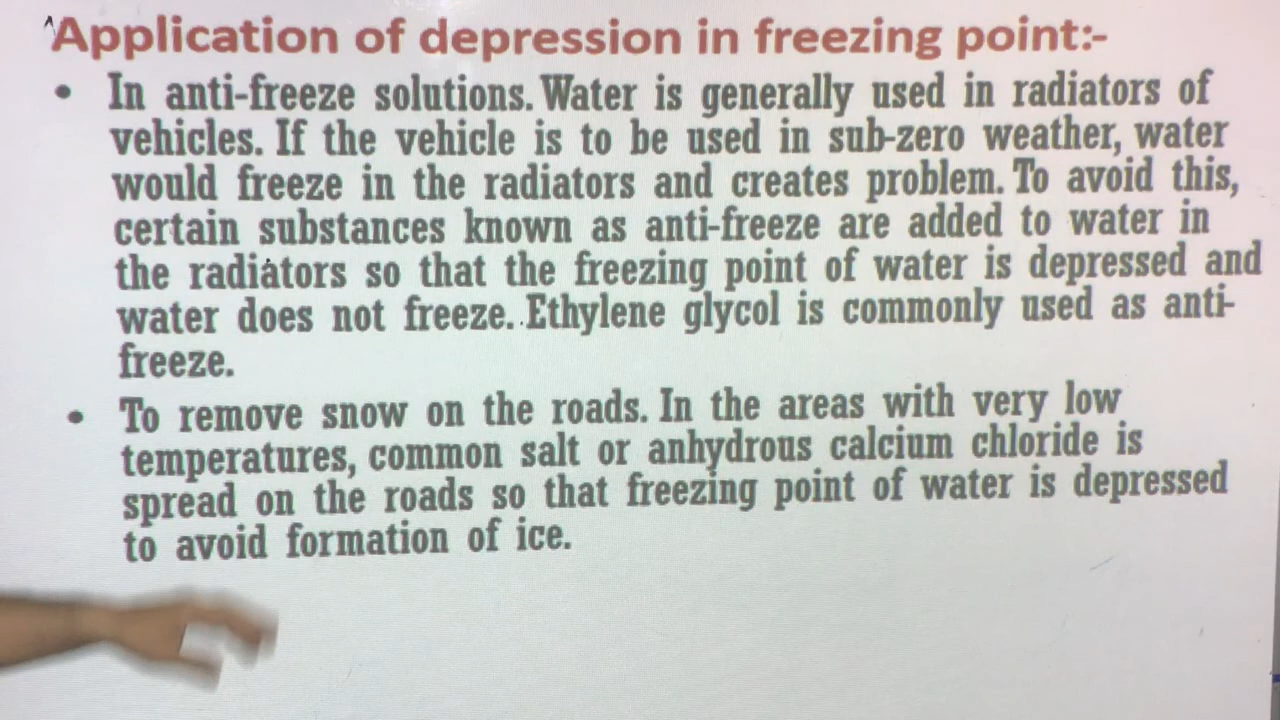 Application of depression in freezing point:-
• In anti-freeze solutions. Water is generally used in radiators of
vehicles. If the vehicle is to be used in sub-zero weather, water
would freeze in the radiators and creates problem. To avoid this,
certain substances known as anti-freeze are added to water in
the radiators so that the freezing point of water is depressed and
water does not freeze. Ethylene glycol is commonly used as anti-
freeze.
• To remove snow on the roads. In the areas with very low
temperatures, common salt or anhydrous calcium chloride is
spread on the roads so that freezing point of water is depressed
to avoid formation of ice.